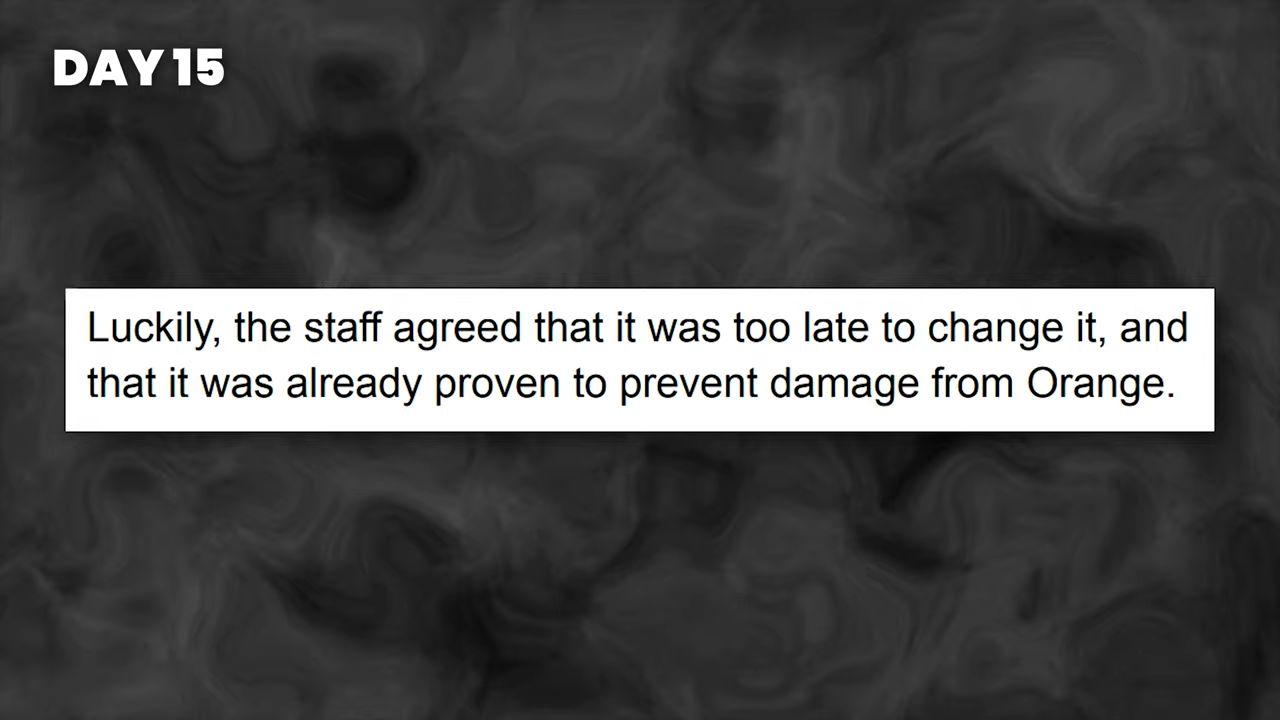 DAY 15
Luckily, the staff agreed that it was too late to change it, and
that it was already proven to prevent damage from Orange.